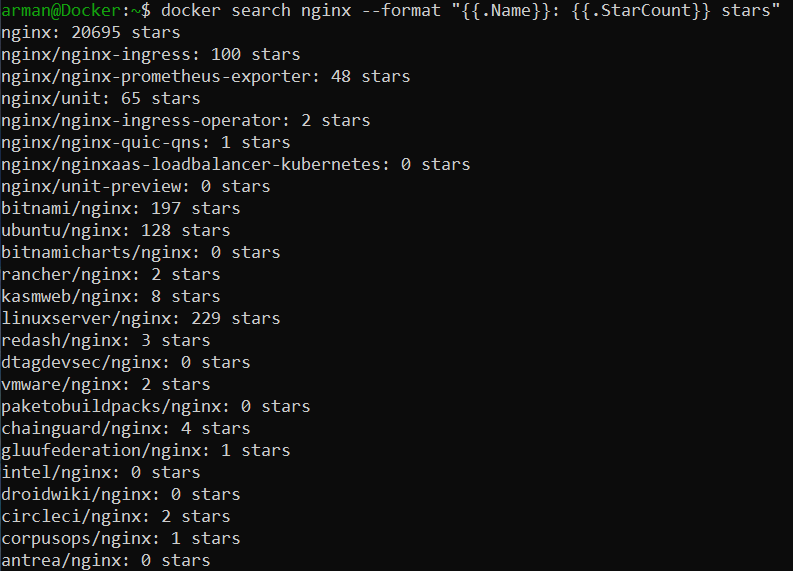 arman@Docker:~$ docker search nginx --format "{{.Name}}: {{.StarCount}} stars"
nginx: 20695 stars
nginx/nginx-ingress: 100 stars
nginx/nginx-prometheus-exporter: 48 stars
nginx/unit: 65 stars
nginx/nginx-ingress-operator: 2 stars
nginx/nginx-quic-qns: 1 stars
nginx/nginxaas-loadbalancer-kubernetes: 0 stars
nginx/unit-preview: 0 stars
bitnami/nginx: 197 stars
ubuntu/nginx: 128 stars
bitnamicharts/nginx: 0 stars
rancher/nginx: 2 stars
kasmweb/nginx: 8 stars
linuxserver/nginx: 229 stars
redash/nginx: 3 stars
dtagdevsec/nginx: 0 stars
vmware/nginx: 2 stars
paketobuildpacks/nginx: 0 stars
chainguard/nginx: 4 stars
gluufederation/nginx: 1 stars
intel/nginx: 0 stars
droidwiki/nginx: 0 stars
circleci/nginx: 2 stars
corpusops/nginx: 1 stars
antrea/nginx: 0 stars